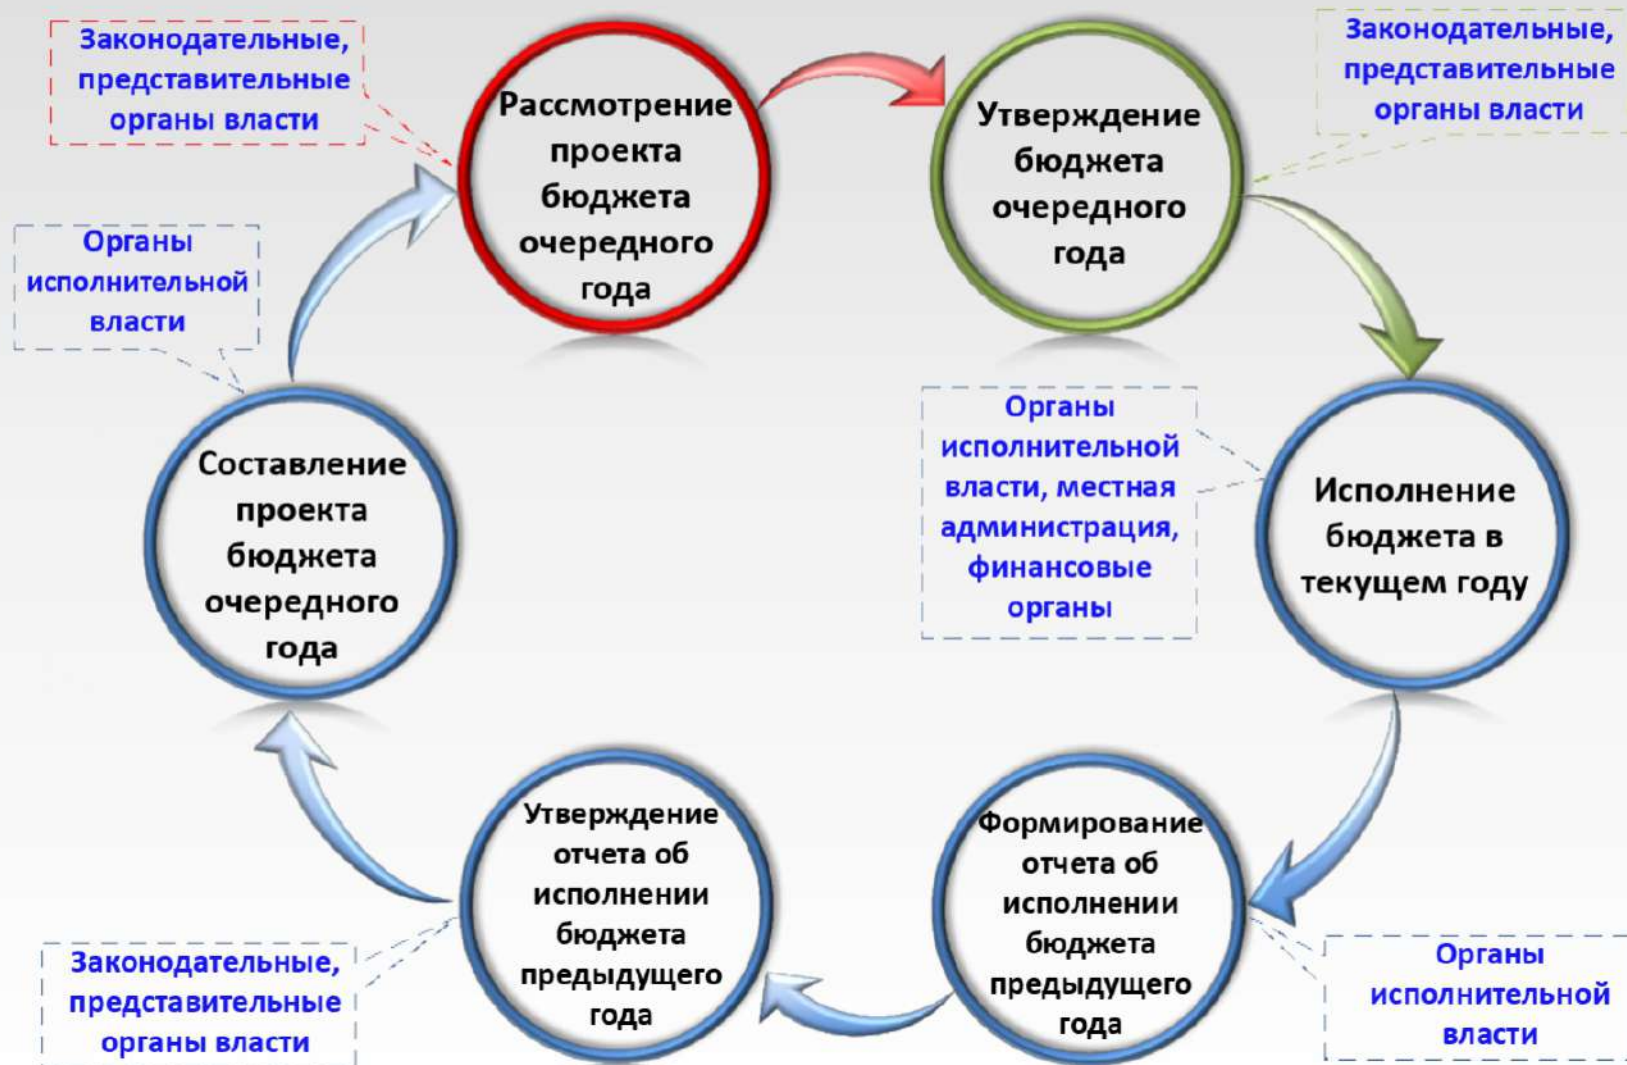 Законодательные,
представительные
органы власти
Рассмотрение
проекта
бюджета
очередного
года
Утверждение
бюджета
очередного
года
Законодательные,
представительные
органы власти
Органы
исполнительной
власти
Составление
проекта
бюджета
очередного
года
Органы
исполнительной
власти, местная
администрация,
финансовые
органы
Исполнение
бюджета в
текущем году
Утверждение
отчета об
исполнении
бюджета
предыдущего
года
Формирование
отчета об
исполнении
бюджета
предыдущего
года
Законодательные,
представительные
органы власти
Органы
исполнительной
власти